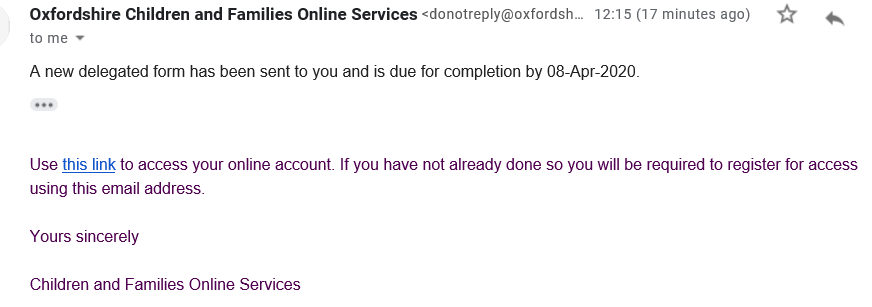 Oxfordshire Children and Families Online Services <donotreply@oxfordsh... 12:15 (17 minutes ago)
to me
A new delegated form has been sent to you and is due for completion by 08-Apr-2020.
Use this link to access your online account. If you have not already done so you will be required to register for access
using this email address.
Yours sincerely
Children and Families Online Services